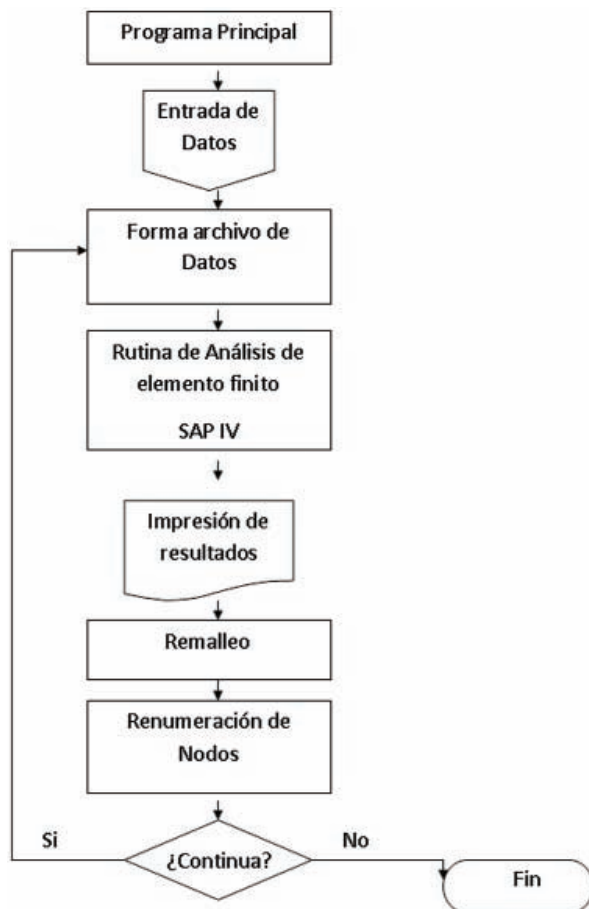 Programa Principal
Entrada de
Datos
Forma archivo de
Datos
Rutina de Análisis de
elemento finito
SAP IV
Impresión de
resultados
Remalleo
Renumeración de
Nodos
Si
¿Continua?
No
Fin